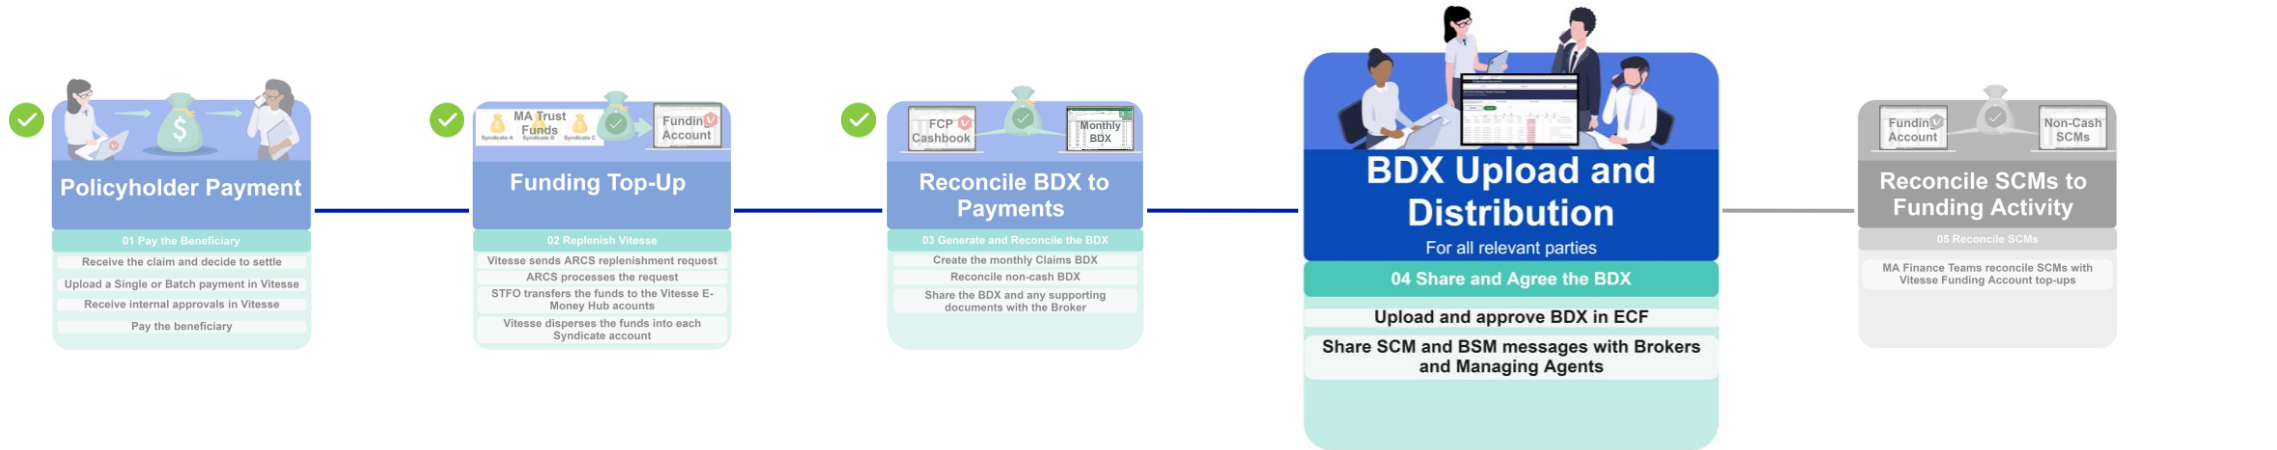 MA Trust
Funds
Syndicate A
Syndicate B
Syndicate C
Funding
Account
FCP
Cashbook
Monthly
BDX
Funding
Account
Non-Cash
SCMs
Policyholder Payment
01 Pay the Beneficiary
Receive the claim and decide to settle
Upload a Single or Batch payment in Vitesse
Receive internal approvals in Vitesse
Pay the beneficiary
Funding Top-Up
02 Replenish Vitesse
Vitesse sends ARCS replenishment request
ARCS processes the request
STFO transfers the funds to the Vitesse E-
Money Hub acounts
Vitesse disperses the funds into each
Syndicate account
Reconcile BDX to
Payments
03 Generate and Reconcile the BDX
Create the monthly Claims BDX
Reconcile non-cash BDX
Share the BDX and any supporting
documents with the Broker
BDX Upload and
Distribution
For all relevant parties
04 Share and Agree the BDX
Upload and approve BDX in ECF
Share SCM and BSM messages with Brokers
and Managing Agents
Reconcile SCMs to
Funding Activity
05 Reconcile SCMs
MA Finance Teams reconcile SCMs with
Vitesse Funding Account top-ups